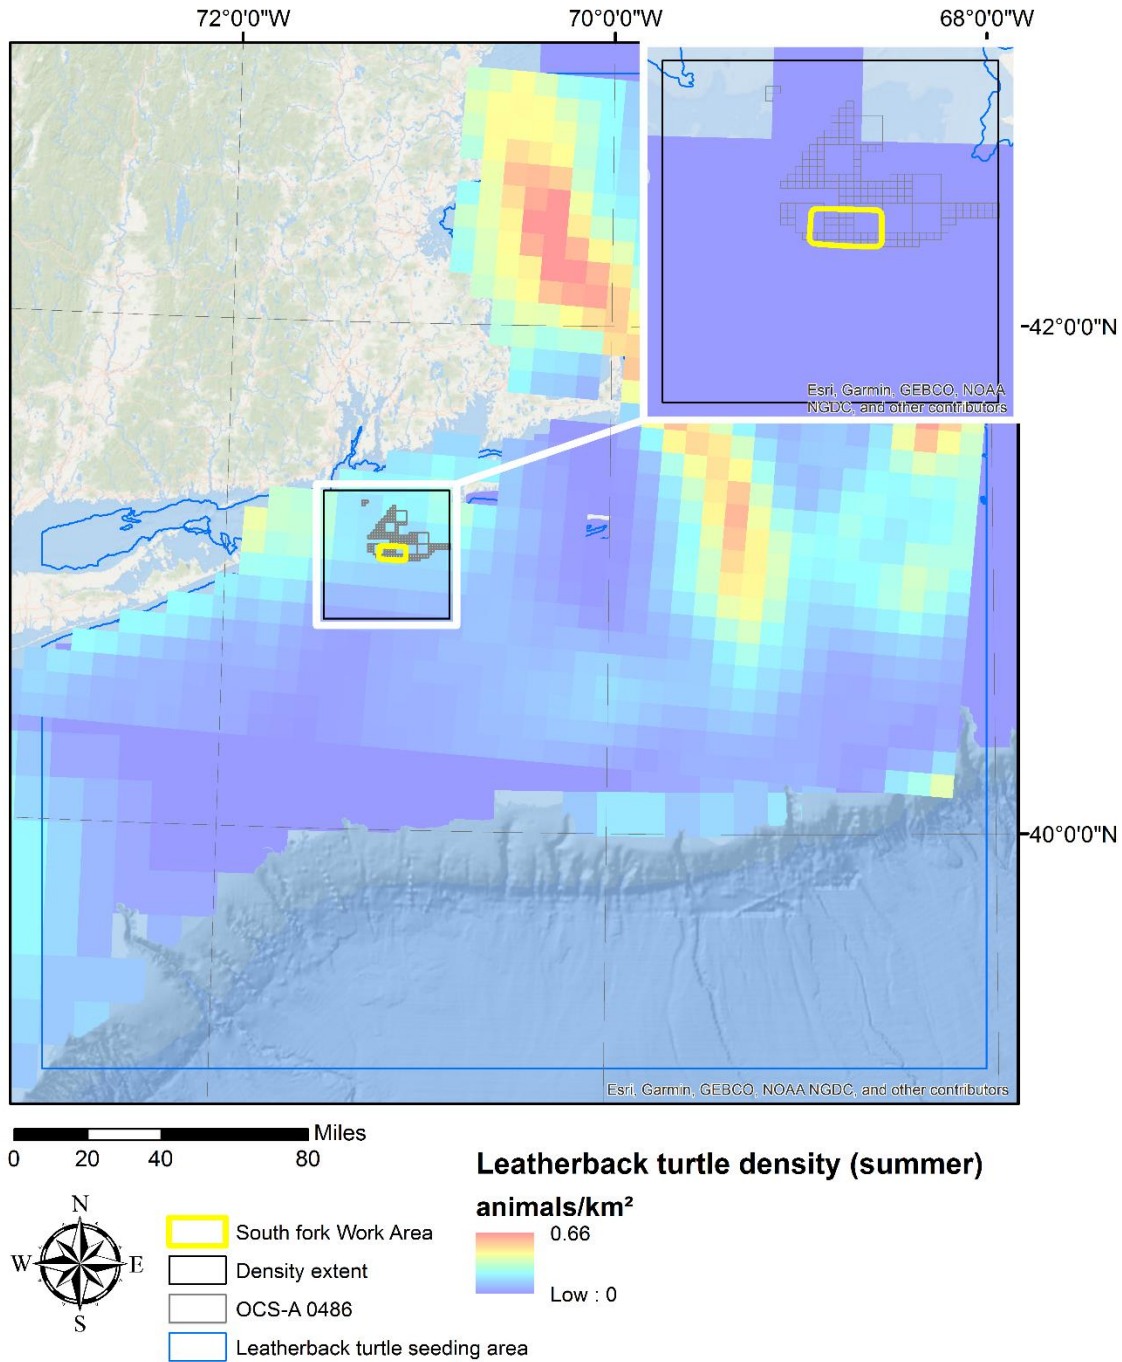 72°0'0"W 70°0'0"W 68°0'0"W
Esri, Garmin, GEBCO, NOAA
NGDC, and other contributors
42°0'0"N
40°0'0"N
Esri, Garmin, GEBCO, NOAA NGDC, and other contributors
Miles
0 20 40 80
Leatherback turtle density (summer)
animals/km²
0.66
Low : 0
N
W E
S
South fork Work Area
Density extent
OCS-A 0486
Leatherback turtle seeding area